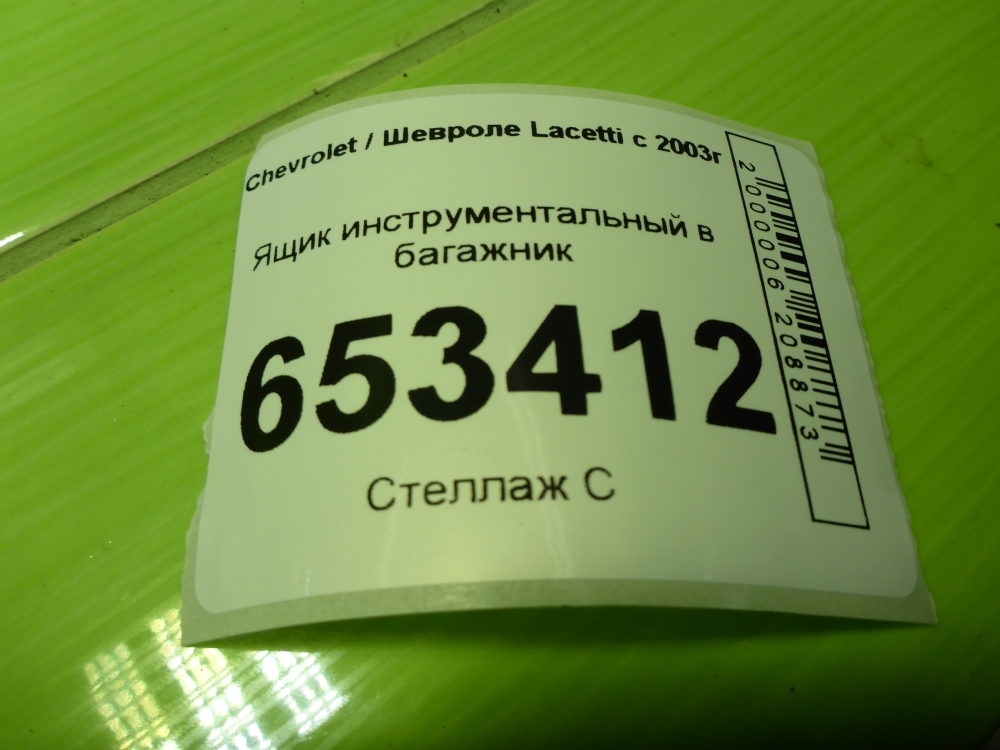 Chevrolet / Шевроле Lacetti с 2003г
Ящик инструментальный в
багажник
653412
Стеллаж С
2000006208873